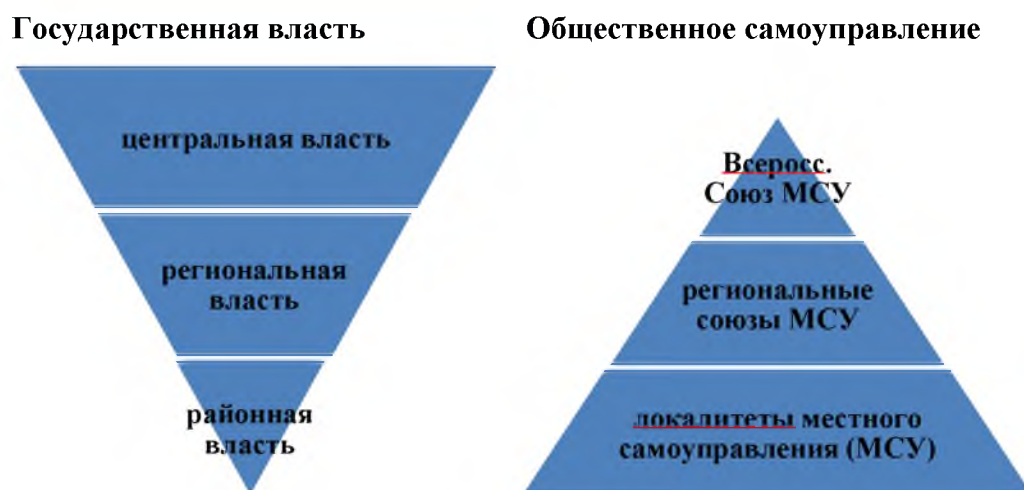 Государственная власть
центральная власть
региональная
власть
районная
власть
Общественное самоуправление
Всеросс.
Союз МСУ
региональные
союзы МСУ
локалитеты местного
самоуправления (МСУ)